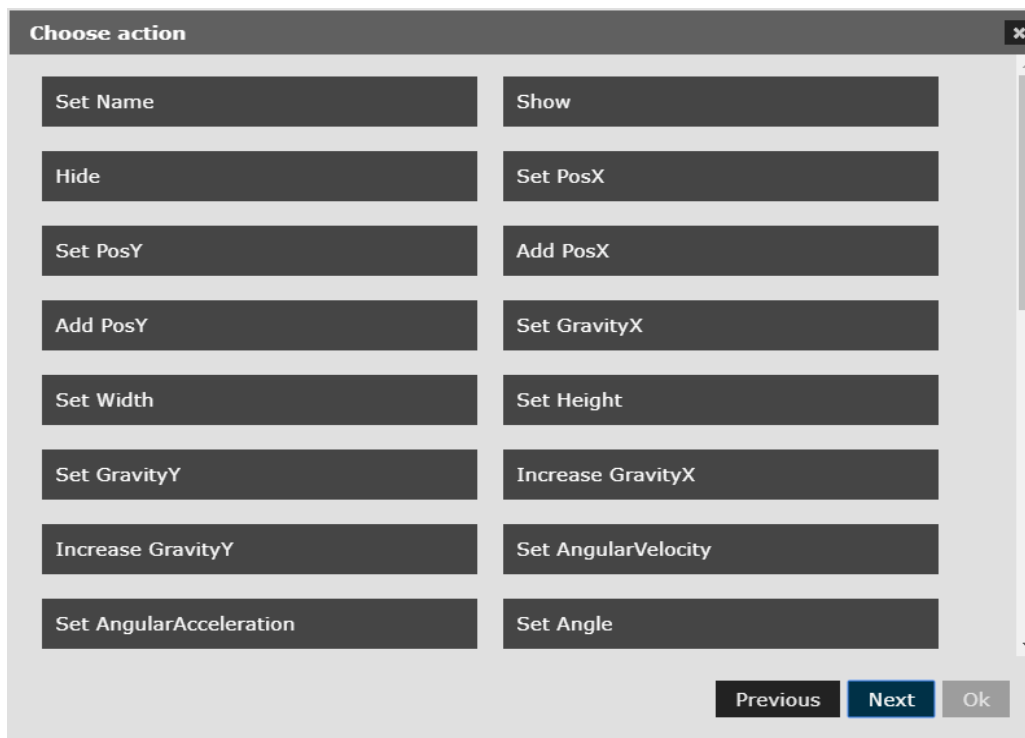 Choose action
Set Name
Show
Hide
Set PosX
Set PosY
Add PosX
Add PosY
Set GravityX
Set Width
Set Height
Set GravityY
Increase GravityX
Increase GravityY
Set AngularVelocity
Set AngularAcceleration
Set Angle
Previous
Next
Ok